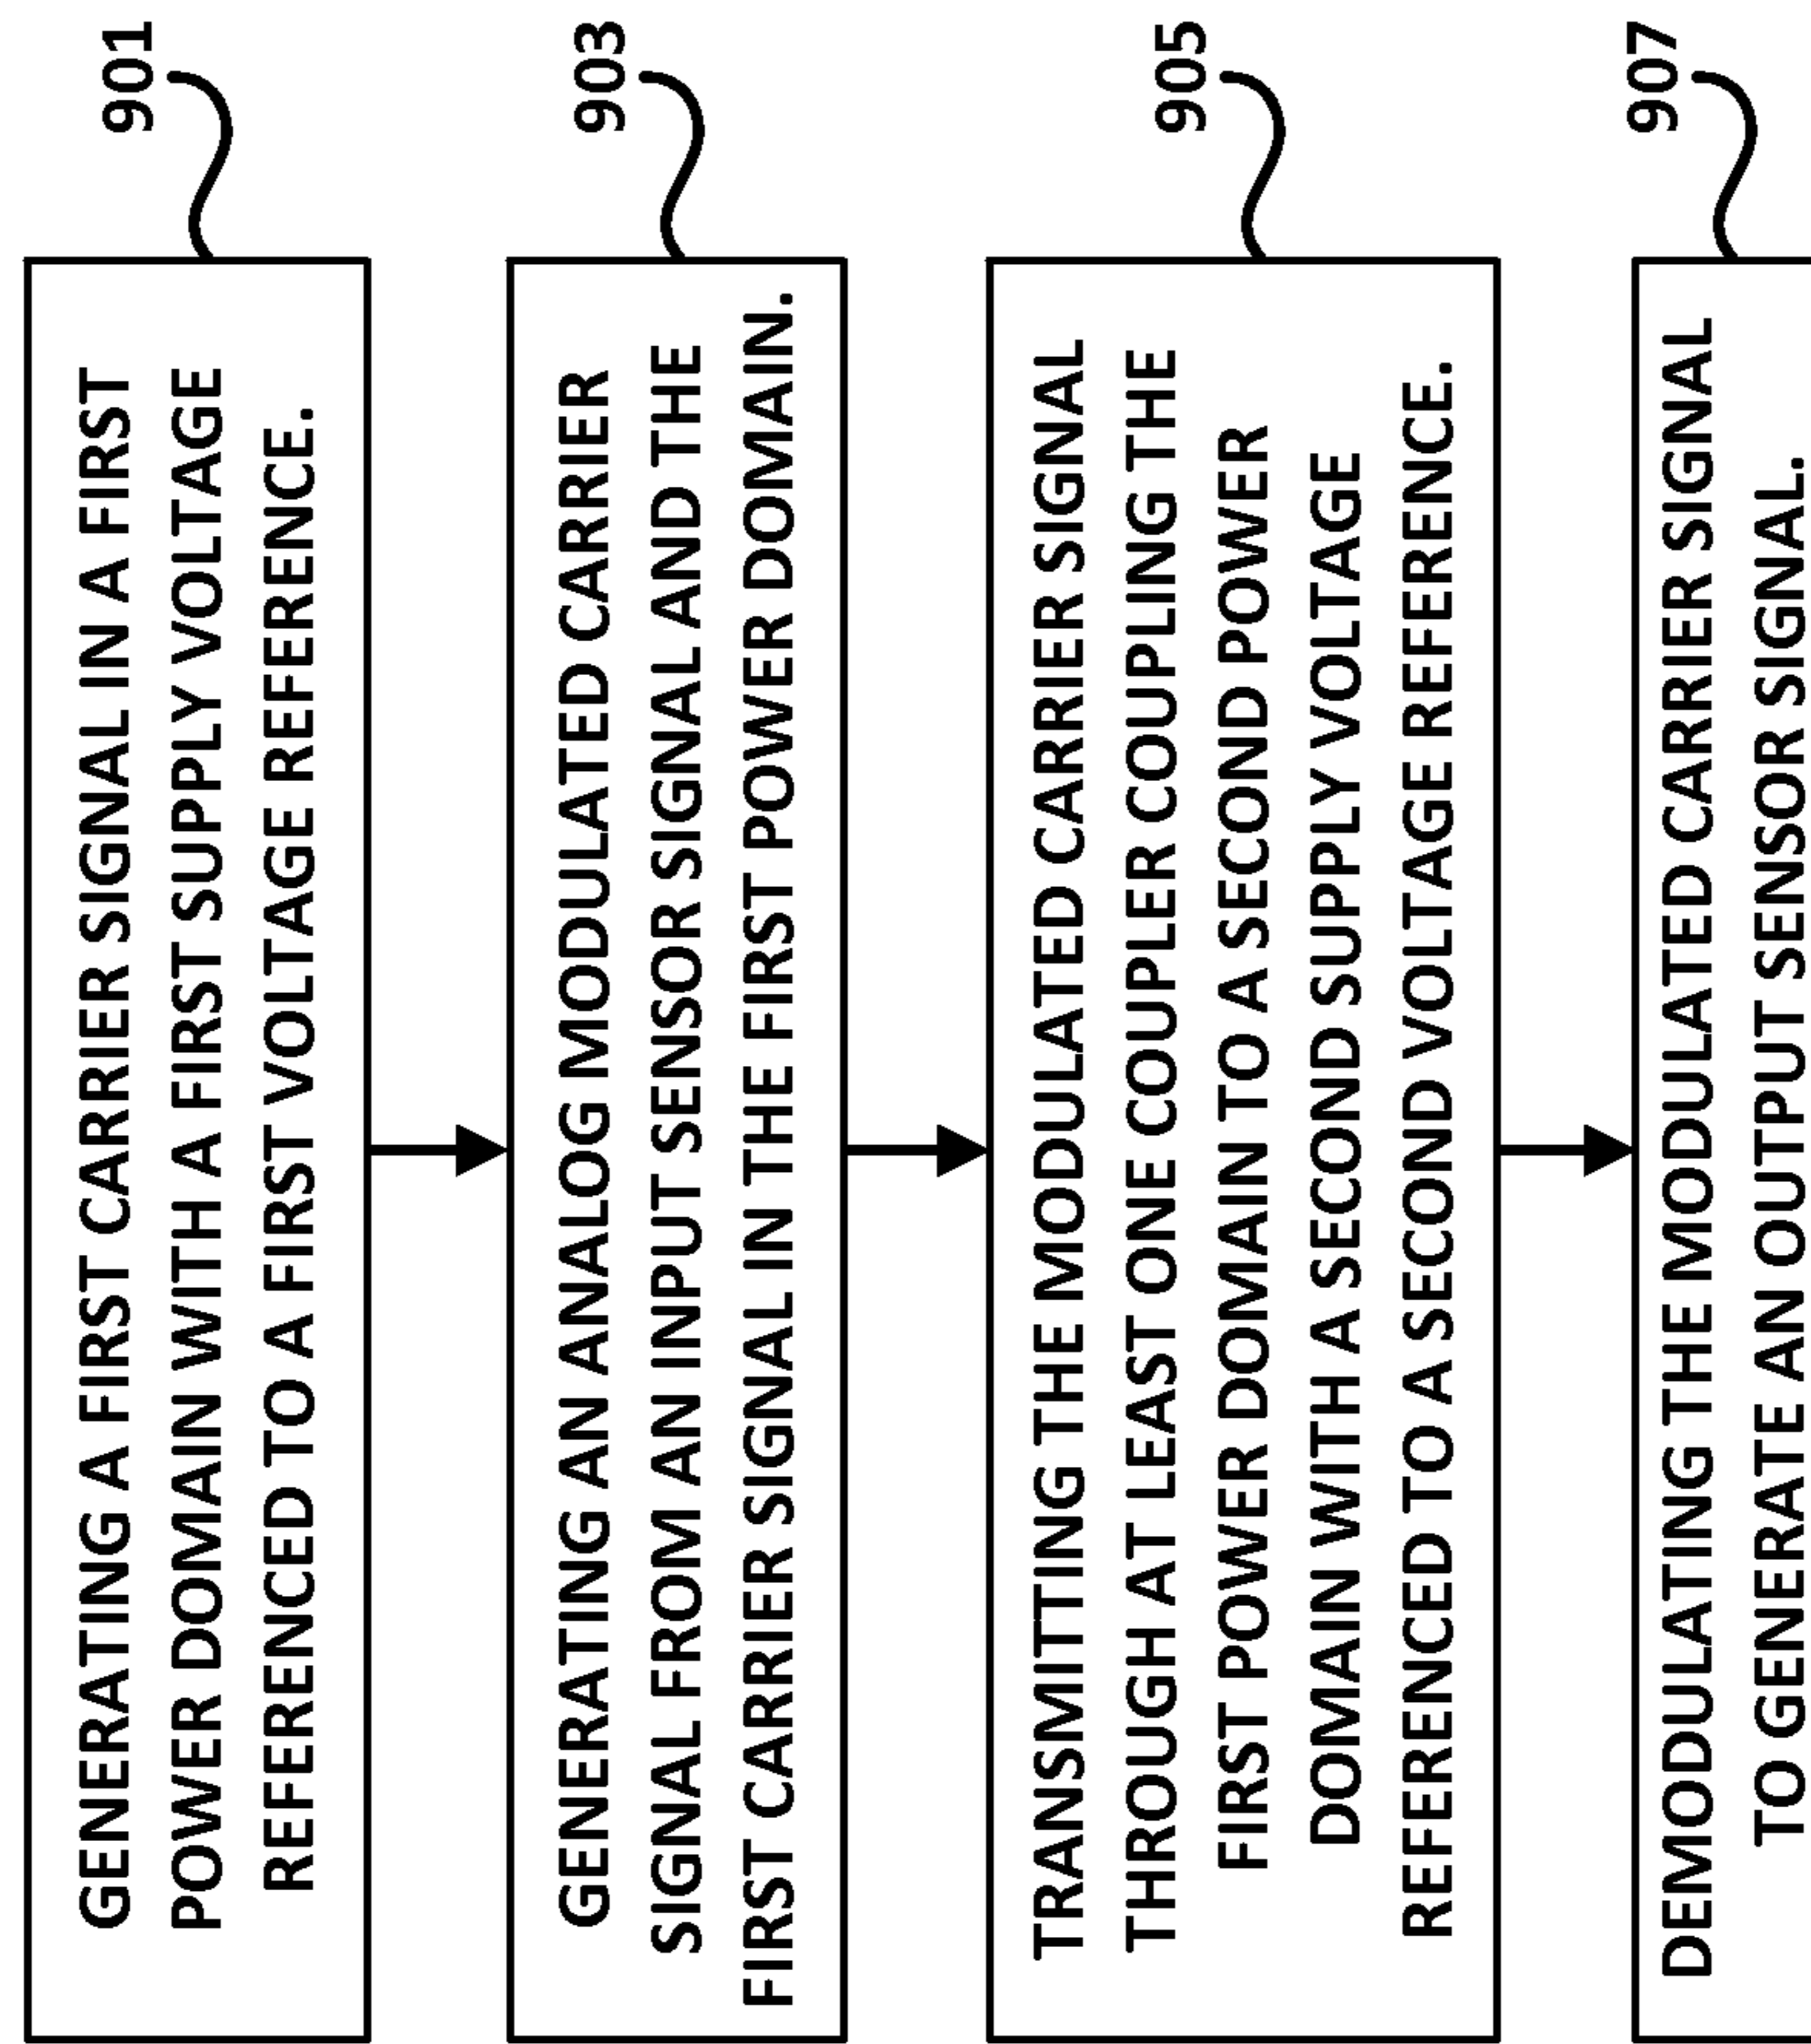 901
GENERATING A FIRST CARRIER SIGNAL IN A FIRST
POWER DOMAIN WITH A FIRST SUPPLY VOLTAGE
REFERENCED TO A FIRST VOLTAGE REFERENCE.
903
GENERATING AN ANALOG MODULATED CARRIER
SIGNAL FROM AN INPUT SENSOR SIGNAL AND THE
FIRST CARRIER SIGNAL IN THE FIRST POWER DOMAIN.
905
TRANSMITTING THE MODULATED CARRIER SIGNAL
THROUGH AT LEAST ONE COUPLER COUPLING THE
FIRST POWER DOMAIN TO A SECOND POWER
DOMAIN WITH A SECOND SUPPLY VOLTAGE
REFERENCED TO A SECOND VOLTAGE REFERENCE.
907
DEMODULATING THE MODULATED CARRIER SIGNAL
TO GENERATE AN OUTPUT SENSOR SIGNAL.